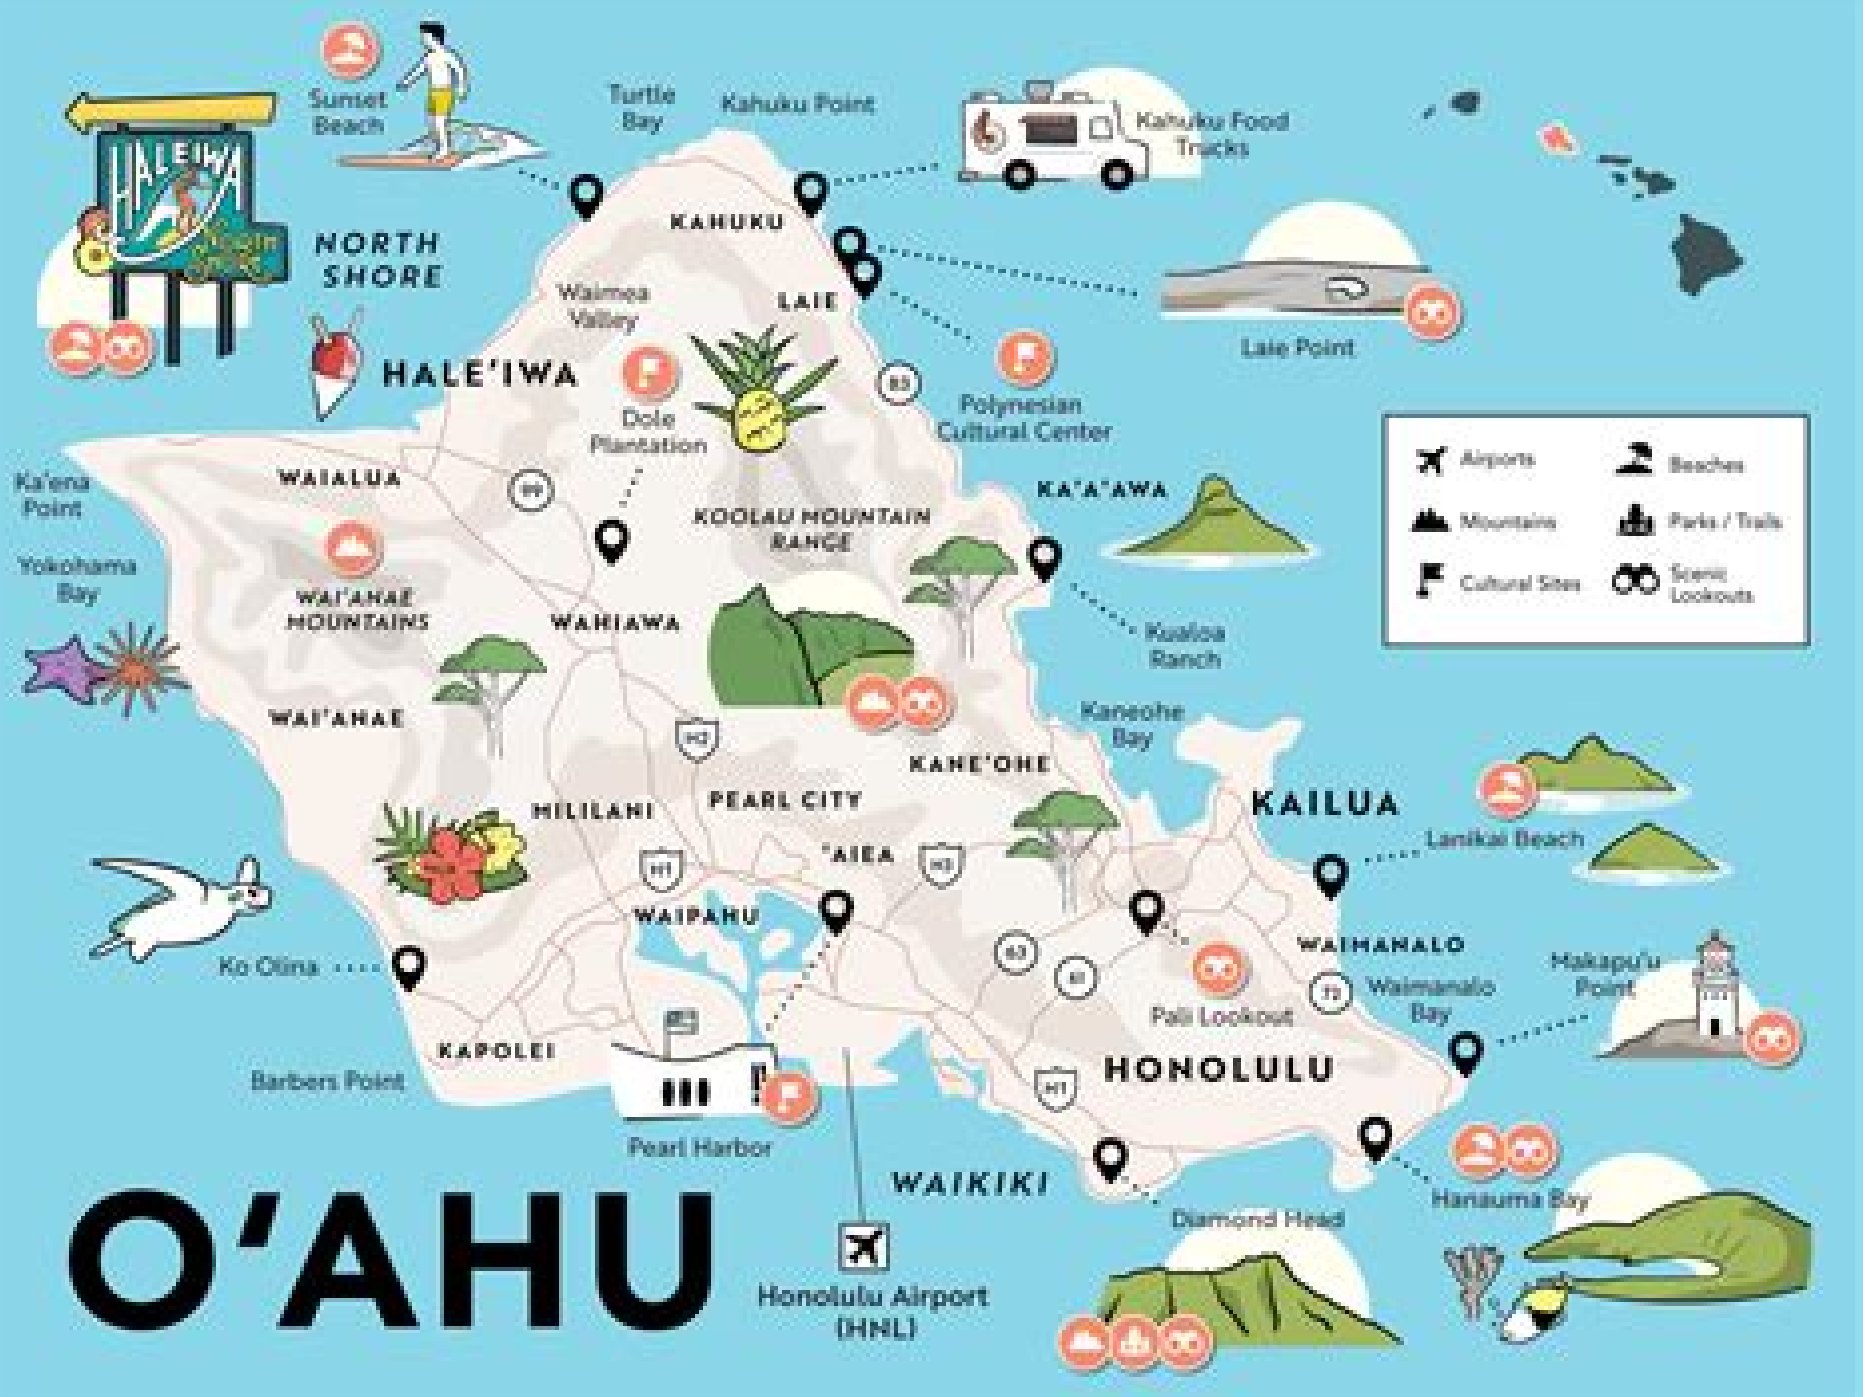 Sunset
Beach
Turtle
Bay
Kahuku Point
Kahuku Food
Trucks
HALEIWA
NORTH
SHORE
KAHUKU
Waimea
Valley
LAIE
Laie Point
HALE'IWA
83
Dole
Plantation
Polynesian
Cultural Center
Airports
Beaches
Mountains
Parks / Trails
Cultural Sites
Scenic
Lookouts
Ka'ena
Point
WAIALUA
99
KA'A'AWA
KOOLAU MOUNTAIN
RANGE
Yokohama
Bay
WAI'ANAE
MOUNTAINS
WAHIAWA
Kualoa
Ranch
WAI'ANAE
H2
Kaneohe
Bay
KANE'OHE
MILILANI
PEARL CITY
KAILUA
Lanikai Beach
'AIEA
H1
H3
WAIPAHU
63
61
WAIMANALO
Ko Olina
Pali Lookout
72
Waimanalo
Bay
Makapu'u
Point
KAPOLEI
Barbers Point
HONOLULU
H1
Pearl Harbor
WAIKIKI
Hanauma Bay
Diamond Head
O'AHU
Honolulu Airport
(HNL)